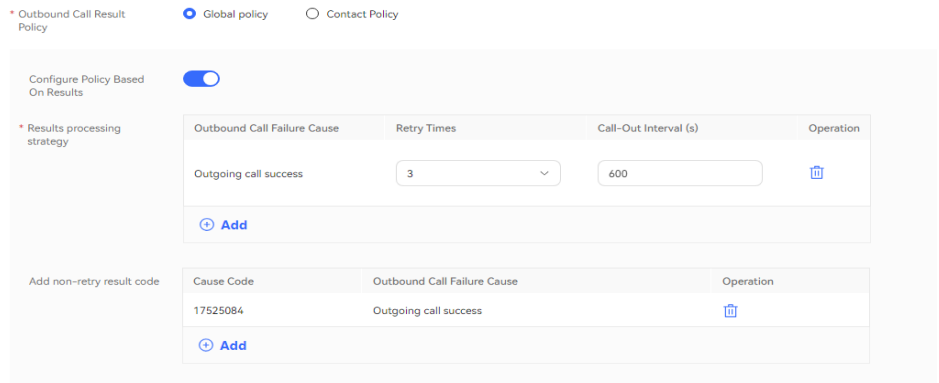 * Outbound Call Result Policy
Global policy
Contact Policy
Configure Policy Based On Results
* Results processing strategy
Outbound Call Failure Cause Retry Times Call-Out Interval (s) Operation
Outgoing call success 3 600
Add
Add non-retry result code
Cause Code Outbound Call Failure Cause Operation
17525084 Outgoing call success
Add